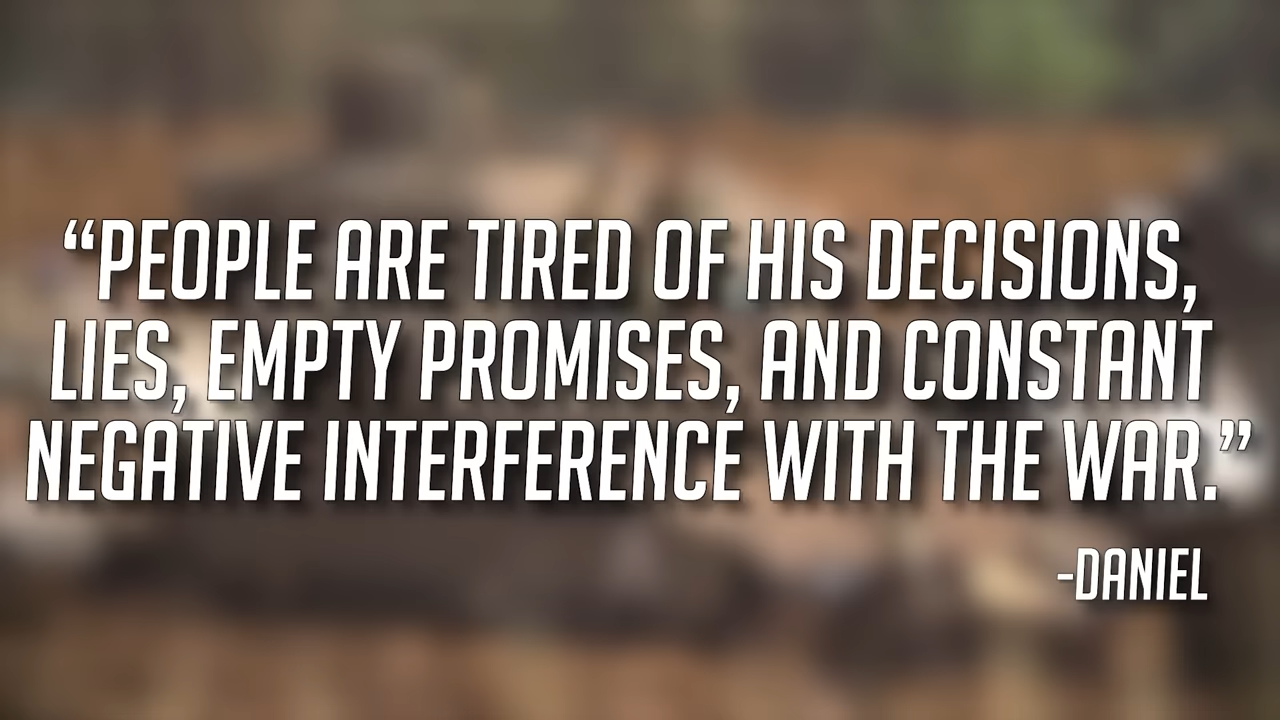 “PEOPLE ARE TIRED OF HIS DECISIONS,
LIES, EMPTY PROMISES, AND CONSTANT
NEGATIVE INTERFERENCE WITH THE WAR.”
-DANIEL